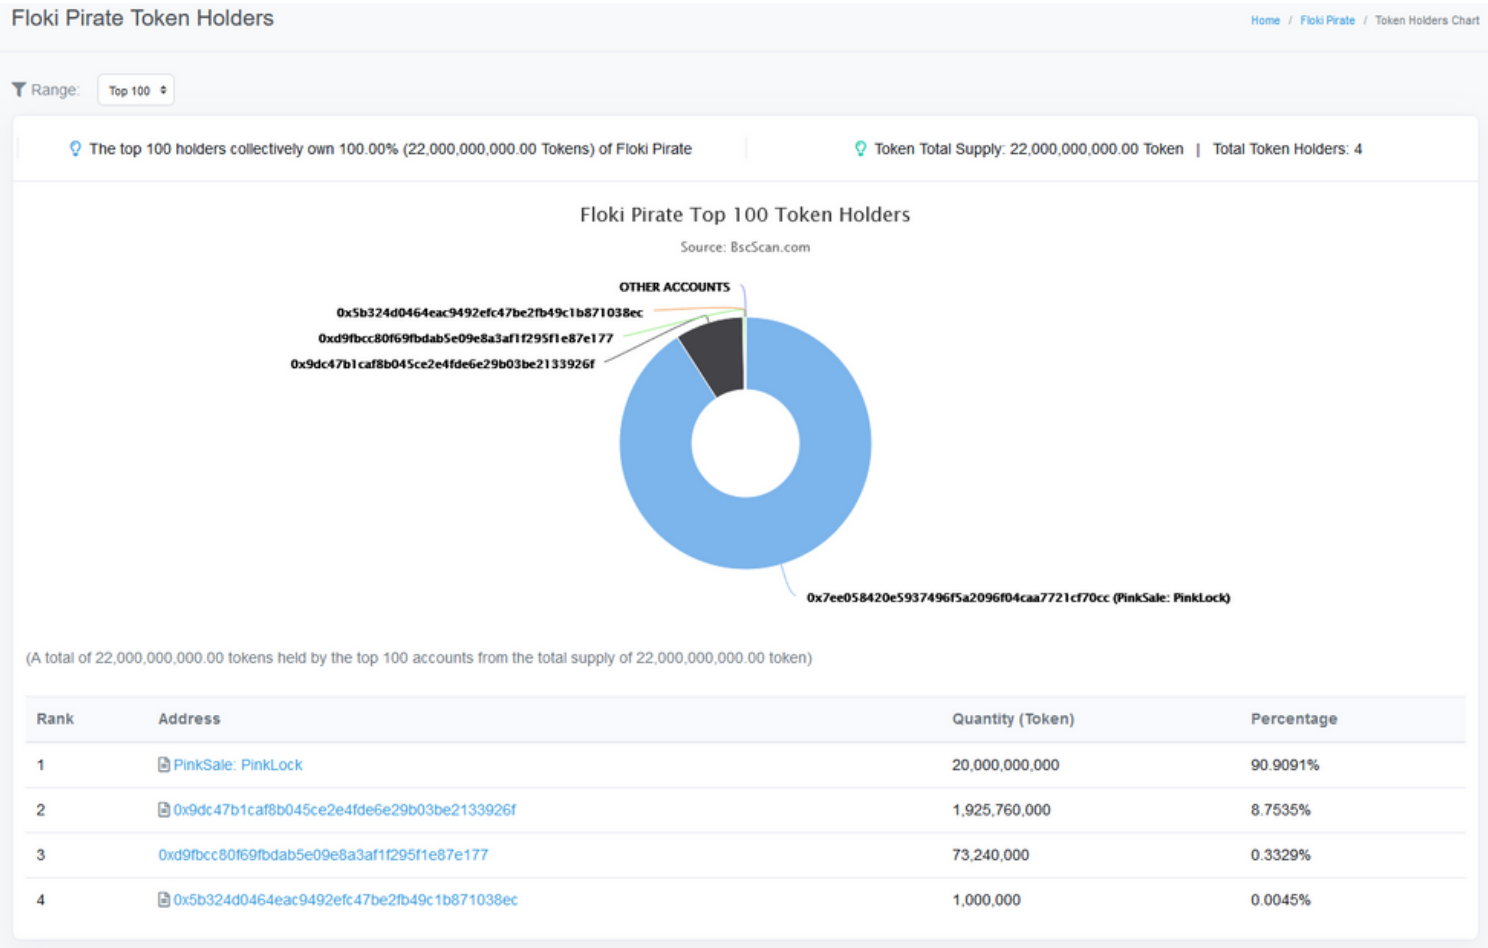 Floki Pirate Token Holders
Home / Floki Pirate / Token Holders Chart
Range: Top 100
The top 100 holders collectively own 100.00% (22,000,000,000.00 Tokens) of Floki Pirate
Token Total Supply: 22,000,000,000.00 Token | Total Token Holders: 4
Floki Pirate Top 100 Token Holders
Source: BscScan.com
OTHER ACCOUNTS
0x5b324d0464eac9492efc47be2fb49c1b871038ec
0xd9fbcc80f69fbdab5e09e8a3af1f295f1e87e177
0x9dc47b1caf8b045ce2e4fde6e29b03be2133926f
0x7ee058420e5937496f5a2096f04caa7721cf70cc (PinkSale: PinkLock)
(A total of 22,000,000,000.00 tokens held by the top 100 accounts from the total supply of 22,000,000,000.00 token)
Rank Address Quantity (Token) Percentage
1 PinkSale: PinkLock 20,000,000,000 90.9091%
2 0x9dc47b1caf8b045ce2e4fde6e29b03be2133926f 1,925,760,000 8.7535%
3 0xd9fbcc80f69fbdab5e09e8a3af1f295f1e87e177 73,240,000 0.3329%
4 0x5b324d0464eac9492efc47be2fb49c1b871038ec 1,000,000 0.0045%